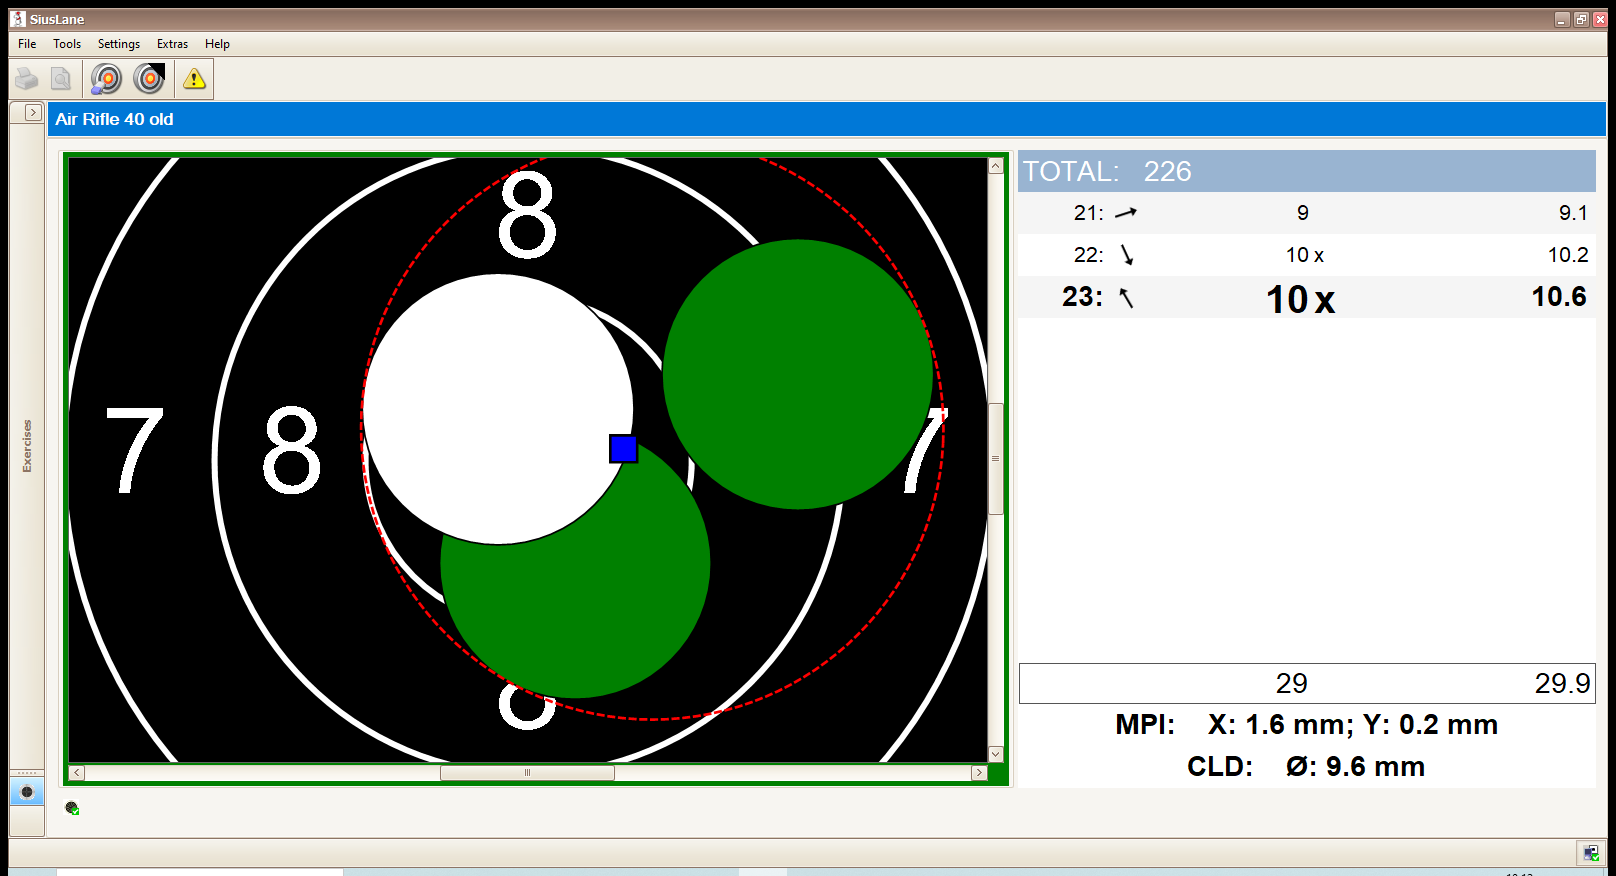 SiusLane
File Tools Settings Extras Help
Air Rifle 40 old
Exercises
8
7 8 7
TOTAL: 226
21: 9 9.1
22: 10 x 10.2
23: 10 x 10.6
29 29.9
MPI: X: 1.6 mm; Y: 0.2 mm
CLD: Ø: 9.6 mm